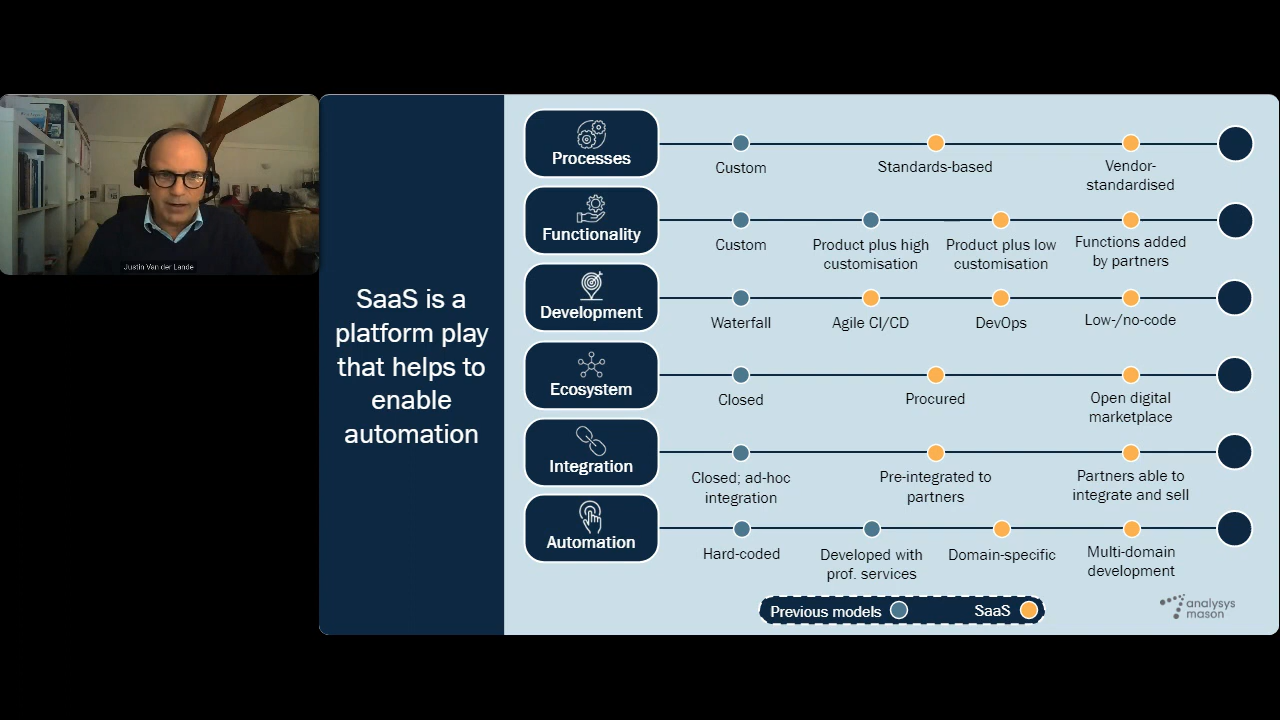 Justin Van der Lande
SaaS is a
platform play
that helps to
enable
automation
Processes
Custom
Standards-based
Vendor-
standardised
Functionality
Custom
Product plus high
customisation
Product plus low
customisation
Functions added
by partners
Development
Waterfall
Agile CI/CD
DevOps
Low-/no-code
Ecosystem
Closed
Procured
Open digital
marketplace
Integration
Closed; ad-hoc
integration
Pre-integrated to
partners
Partners able to
integrate and sell
Automation
Hard-coded
Developed with
prof. services
Domain-specific
Multi-domain
development
Previous models
SaaS
analysys
mason